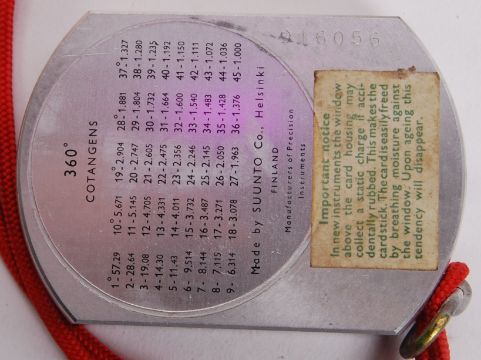 360°
COTANGENS
1°-57.29 10°-5.671 19°-2.904 28°-1.881 37°-1.327
2-28.64 11-5.145 20-2.747 29-1.804 38-1.280
3-19.08 12-4.705 21-2.605 30-1.732 39-1.235
4-14.30 13-4.331 22-2.475 31-1.664 40-1.192
5-11.43 14-4.011 23-2.356 32-1.600 41-1.150
6-9.514 15-3.732 24-2.246 33-1.540 42-1.111
7-8.144 16-3.487 25-2.145 34-1.483 43-1.072
8-7.115 17-3.271 26-2.050 35-1.428 44-1.036
9-6.314 18-3.078 27-1.963 36-1.376 45-1.000
Made by SUUNTO Co., Helsinki
FINLAND
Manufacturers of Precision
Instruments
916056
Important notice
In new instruments the window
above the card housing may
collect a static charge if acci-
dentally rubbed. This makes the
card stick. The card is easily freed
by breathing moisture against
the window. Upon ageing this
tendency will disappear.